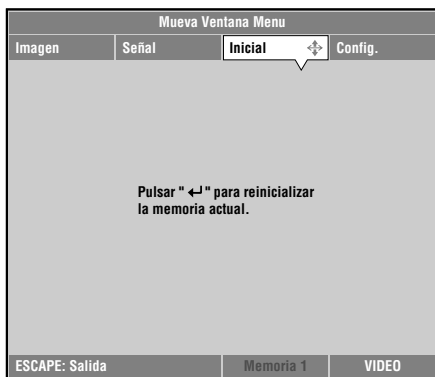 Mueva Ventana Menu
Imagen Señal Inicial Config.
Pulsar " ↵ " para reinicializar
la memoria actual.
ESCAPE: Salida Memoria 1 VIDEO